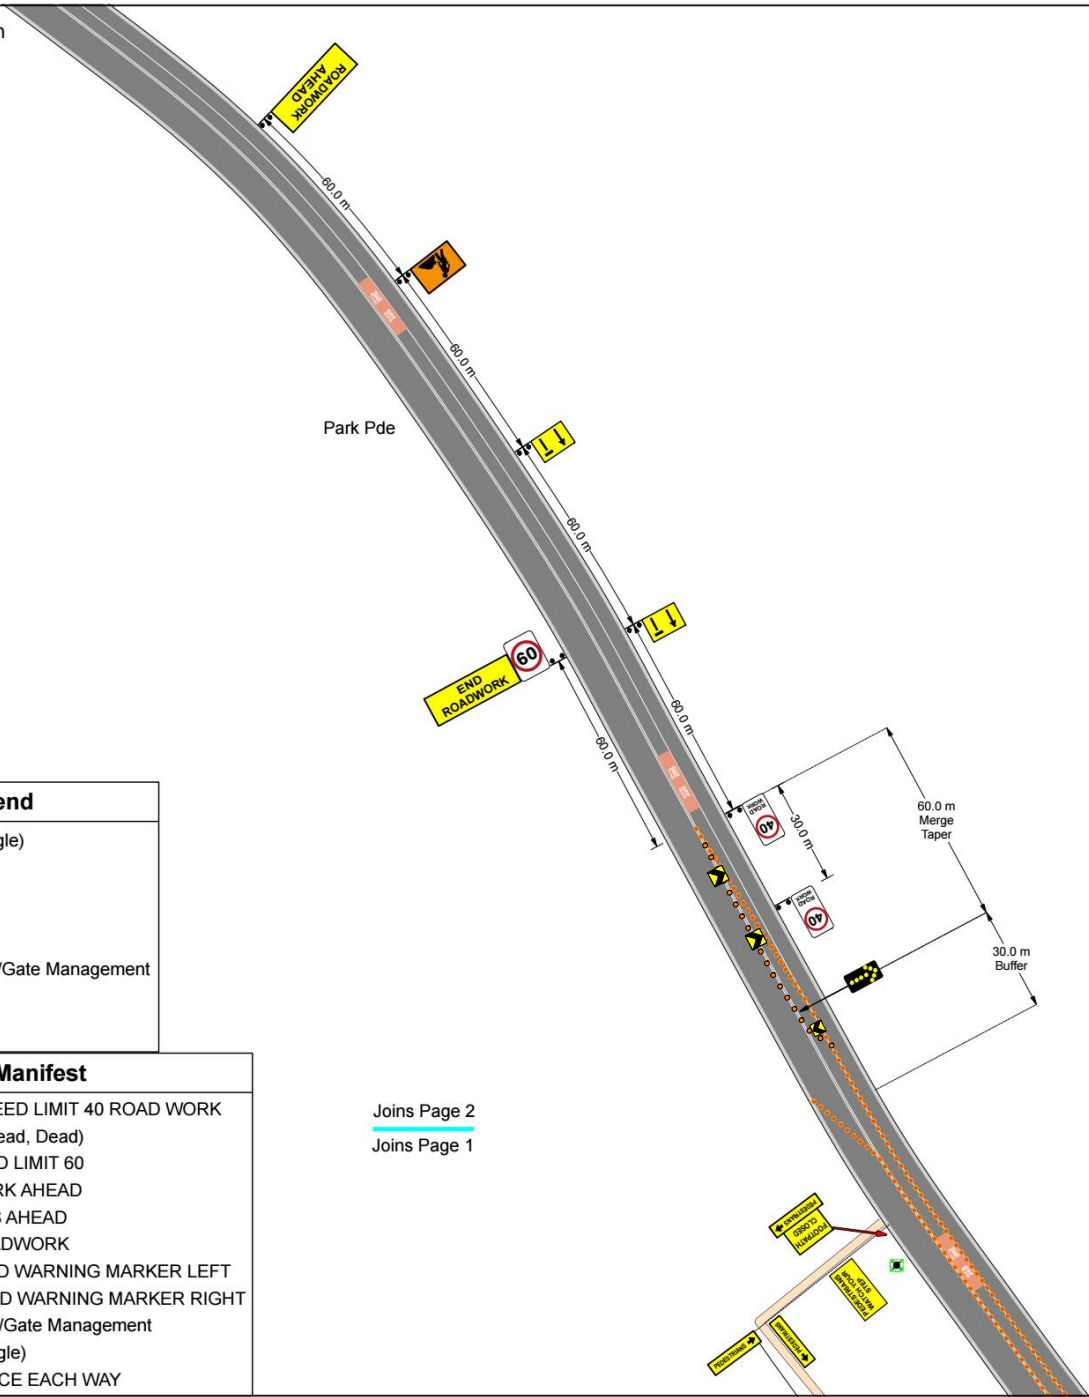 ROADWORK
AHEAD
60.0 m
60.0 m
Park Pde
60.0 m
60
END
ROADWORK
60.0 m
60.0 m
ROAD
WORK
40
30.0 m
60.0 m
Merge
Taper
ROAD
WORK
40
30.0 m
Buffer
end
gle)
/Gate Management
Manifest
EED LIMIT 40 ROAD WORK
ead, Dead)
D LIMIT 60
RK AHEAD
S AHEAD
ADWORK
D WARNING MARKER LEFT
D WARNING MARKER RIGHT
/Gate Management
gle)
CE EACH WAY
Joins Page 2
Joins Page 1
PEDESTRIANS
FOOTPATH
CLOSED
PEDESTRIANS
WATCH YOUR
STEP
PEDESTRIANS
PEDESTRIANS